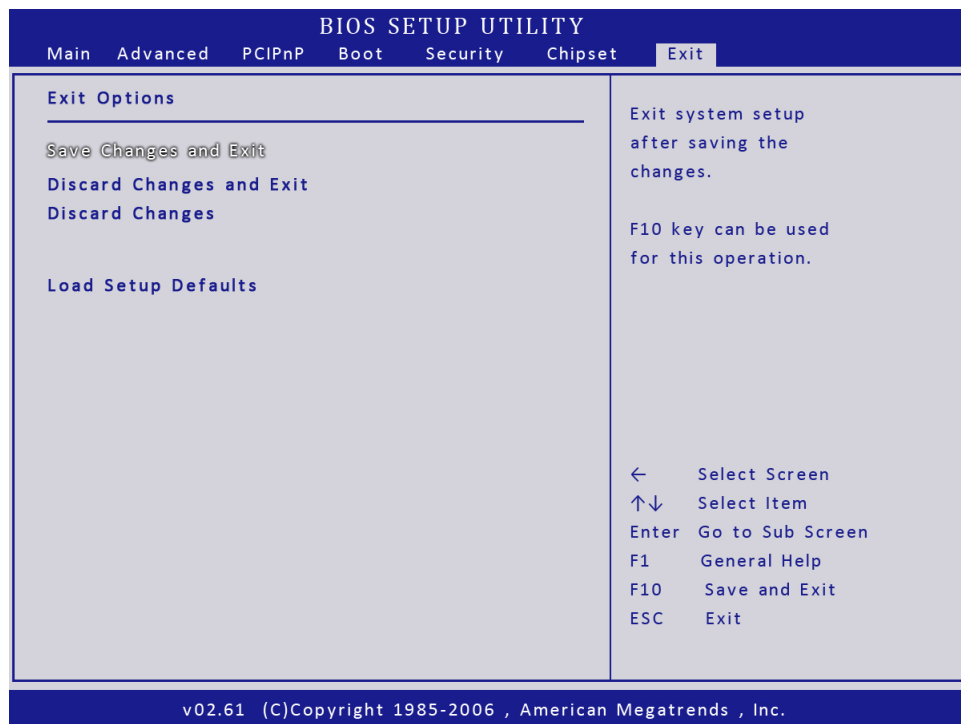 BIOS SETUP UTILITY
Main Advanced PCIPnP Boot Security Chipset Exit
Exit Options
Save Changes and Exit
Discard Changes and Exit
Discard Changes
Load Setup Defaults
Exit system setup
after saving the
changes.
F10 key can be used
for this operation.
← Select Screen
↑↓ Select Item
Enter Go to Sub Screen
F1 General Help
F10 Save and Exit
ESC Exit
v02.61 (C)Copyright 1985-2006 , American Megatrends , Inc.